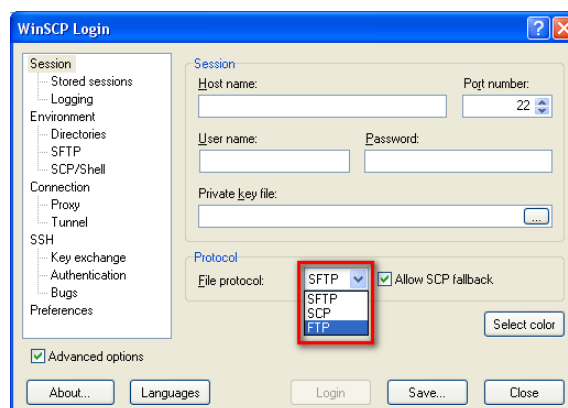 WinSCP Login
Session
Stored sessions
Logging
Environment
Directories
SFTP
SCP/Shell
Connection
Proxy
Tunnel
SSH
Key exchange
Authentication
Bugs
Preferences
Advanced options
Session
Host name:
Port number:
22
User name:
Password:
Private key file:
...
Protocol
File protocol:
SFTP
Allow SCP fallback
SFTP
SCP
FTP
Select color
About...
Languages
Login
Save...
Close